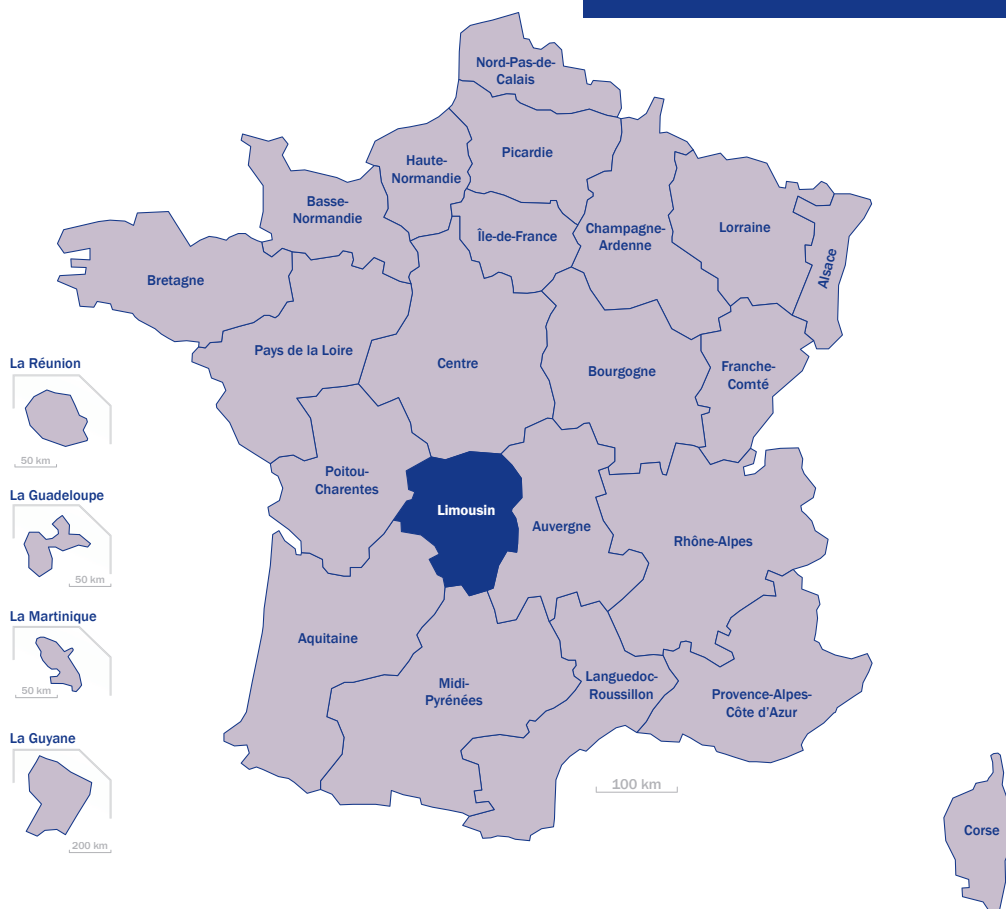 Nord-Pas-de-
Calais
Picardie
Haute-
Normandie
Basse-
Normandie
Île-de-France
Champagne-
Ardenne
Lorraine
Alsace
Bretagne
Pays de la Loire
Centre
Bourgogne
Franche-
Comté
La Réunion
50 km
Poitou-
Charentes
Limousin
Auvergne
Rhône-Alpes
La Guadeloupe
50 km
La Martinique
50 km
Aquitaine
Midi-
Pyrénées
Languedoc-
Roussillon
Provence-Alpes-
Côte d'Azur
La Guyane
200 km
100 km
Corse